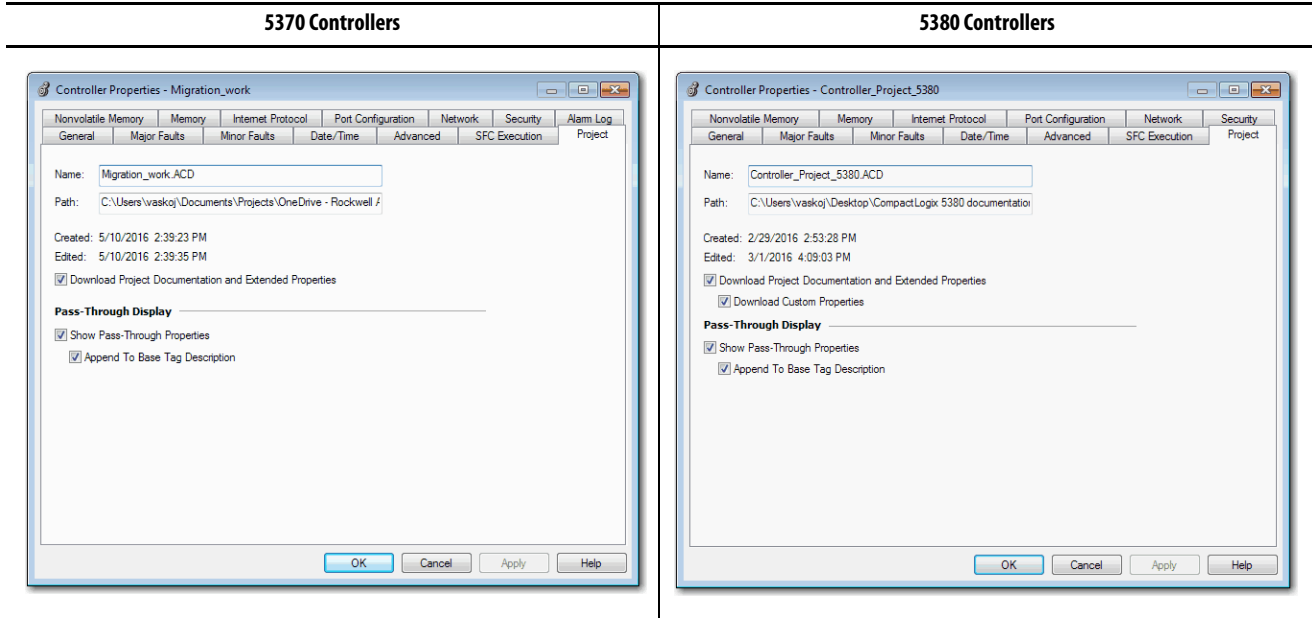 5370 Controllers
5380 Controllers
Controller Properties - Migration_work
Nonvolatile Memory Memory Internet Protocol Port Configuration Network Security Alarm Log
General Major Faults Minor Faults Date/Time Advanced SFC Execution Project
Name: Migration_work.ACD
Path: C:\Users\vaskoj\Documents\Projects\OneDrive - Rockwell
Created: 5/10/2016 2:39:23 PM
Edited: 5/10/2016 2:39:35 PM
Download Project Documentation and Extended Properties
Pass-Through Display
Show Pass-Through Properties
Append To Base Tag Description
OK Cancel Apply Help
Controller Properties - Controller_Project_5380
Nonvolatile Memory Memory Internet Protocol Port Configuration Network Security
General Major Faults Minor Faults Date/Time Advanced SFC Execution Project
Name: Controller_Project_5380.ACD
Path: C:\Users\vaskoj\Desktop\CompactLogix 5380 documentation
Created: 2/29/2016 2:53:28 PM
Edited: 3/1/2016 4:09:03 PM
Download Project Documentation and Extended Properties
Download Custom Properties
Pass-Through Display
Show Pass-Through Properties
Append To Base Tag Description
OK Cancel Apply Help